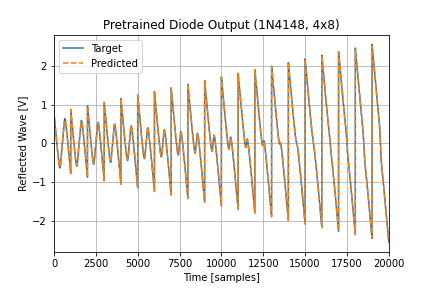 Pretrained Diode Output (1N4148, 4x8)
Target
Predicted
Reflected Wave [V]
2
1
0
−1
−2
0
2500
5000
7500
10000
12500
15000
17500
20000
Time [samples]